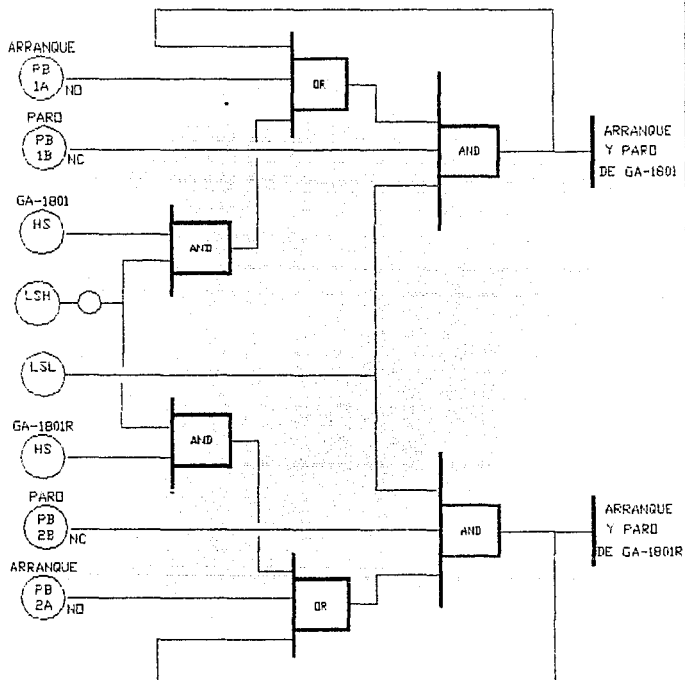 ARRANQUE
PB
1A
NO
PARO
PB
1B
NC
GA-1801
HS
LSH
LSL
GA-1801R
HS
PARO
PB
2B
NC
ARRANQUE
PB
2A
NO
OR
AND
AND
AND
AND
OR
ARRANQUE
Y PARO
DE GA-1801
ARRANQUE
Y PARO
DE GA-1801R